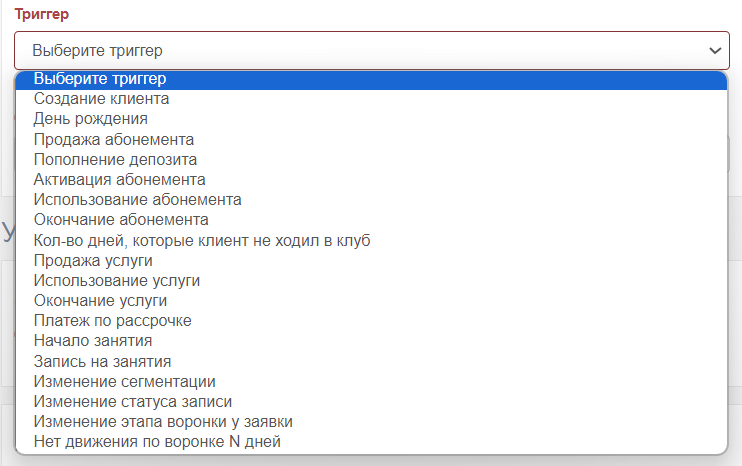 Триггер
Выберите триггер
Выберите триггер
Создание клиента
День рождения
Продажа абонемента
Пополнение депозита
Активация абонемента
Использование абонемента
Окончание абонемента
Кол-во дней, которые клиент не ходил в клуб
Продажа услуги
Использование услуги
Окончание услуги
Платеж по рассрочке
Начало занятия
Запись на занятия
Изменение сегментации
Изменение статуса записи
Изменение этапа воронки у заявки
Нет движения по воронке N дней